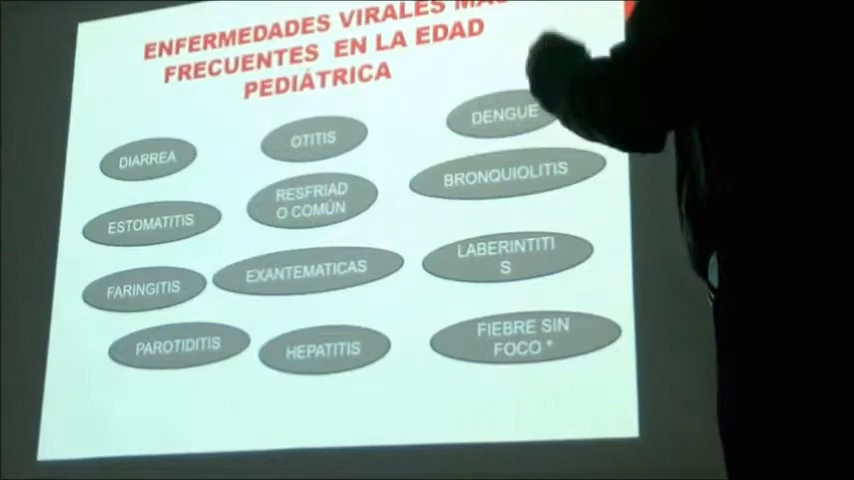 ENFERMEDADES VIRALES
FRECUENTES EN LA EDAD
PEDIÁTRICA
DIARREA
OTITIS
DENGUE
ESTOMATITIS
RESFRIAD
O COMÚN
BRONQUIOLITIS
FARINGITIS
EXANTEMATICAS
LABERINTITI
S
PAROTIDITIS
HEPATITIS
FIEBRE SIN
FOCO *